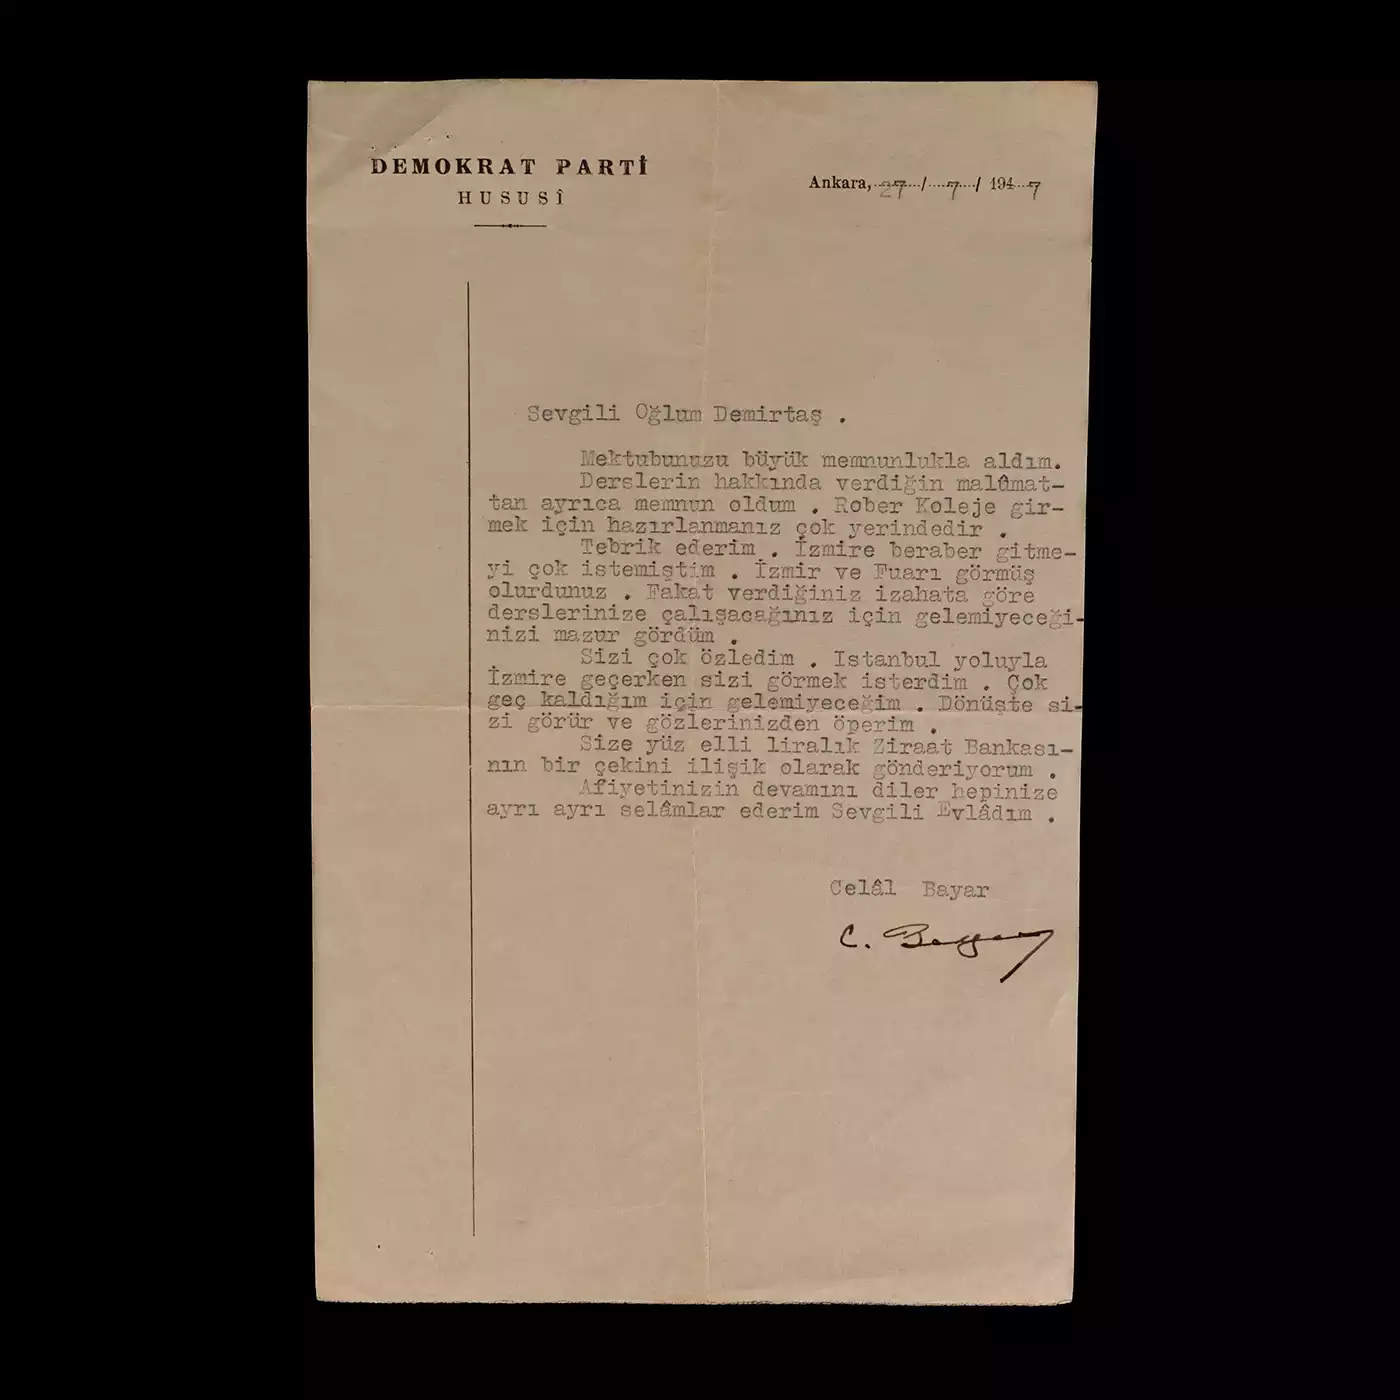 DEMOKRAT PARTİ
HUSUSÎ
Ankara, 27 / 7 / 1947
Sevgili Oğlum Demirtaş .
Mektubunuzu büyük memnunlukla aldım.
Derslerin hakkında verdiğin malûmat-
tan ayrıca memnun oldum . Rober Koleje gir-
mek için hazırlanmanız çok yerindedir .
Tebrik ederim . İzmire beraber gitme-
yi çok istemiştim . İzmir ve Fuarı görmüş
olurdunuz . Fakat verdiğiniz izahata göre
derslerinize çalışacağınız için gelemiyeceği-
nizi mazur gördüm .
Sizi çok özledim . Istanbul yoluyla
İzmire geçerken sizi görmek isterdim . Çok
geç kaldığım için gelemiyeceğim . Dönüşte si-
zi görür ve gözlerinizden öperim .
Size yüz elli liralık Ziraat Bankası-
nın bir çekini ilişik olarak gönderiyorum .
Afiyetinizin devamını diler hepinize
ayrı ayrı selâmlar ederim Sevgili Evlâdım .
Celâl Bayar
C. Bayar